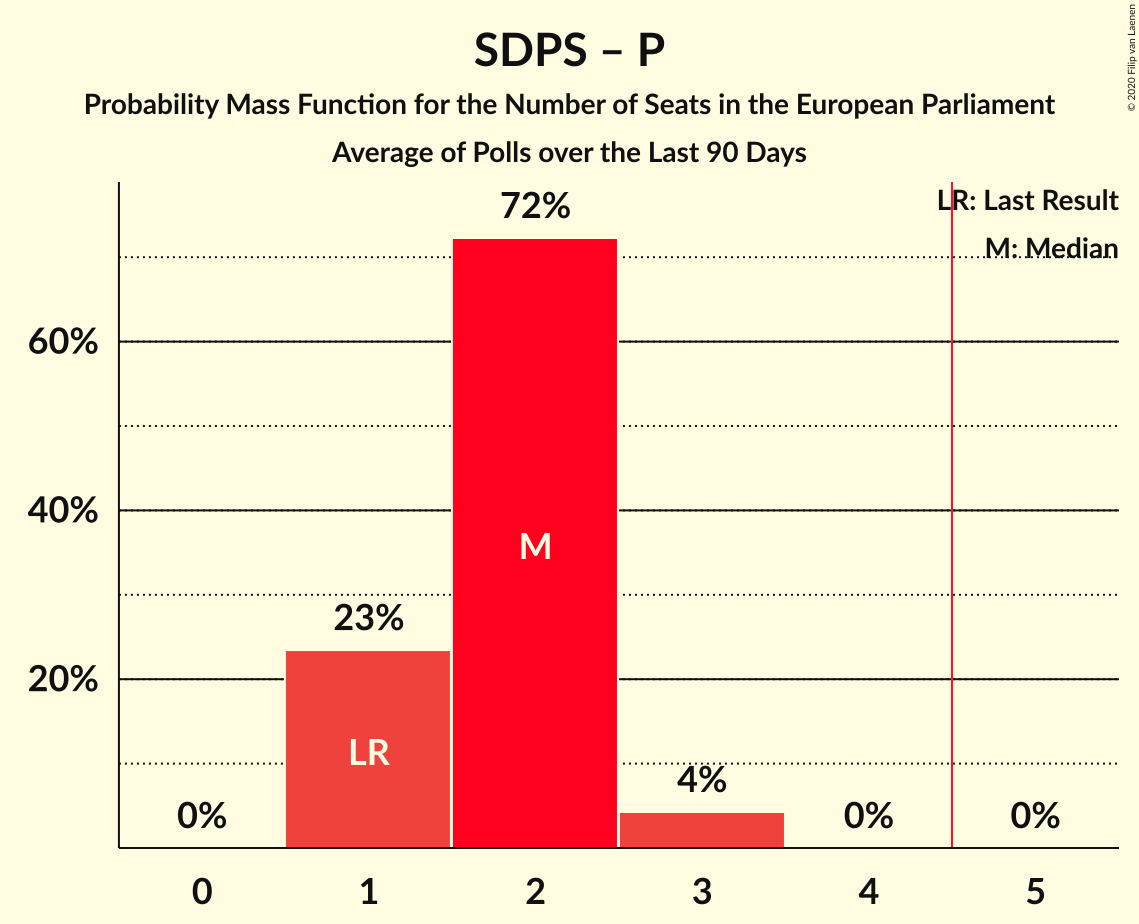 SDPS – P
Probability Mass Function for the Number of Seats in the European Parliament
Average of Polls over the Last 90 Days
© 2020 Filip van Laenen
LR: Last Result
M: Median
72%
60%
40%
M
23%
20%
LR
4%
0%
0%
0%
0 1 2 3 4 5